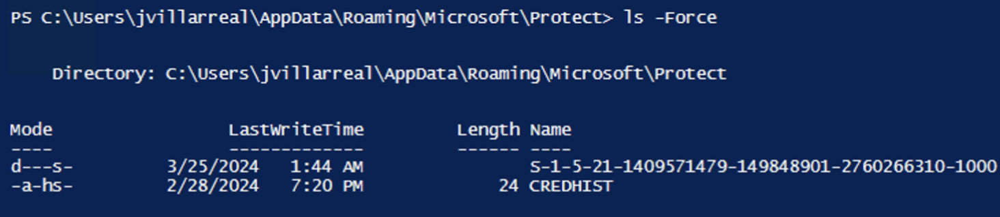 PS C:\Users\jvillarreal\AppData\Roaming\Microsoft\Protect> ls -Force
Directory: C:\Users\jvillarreal\AppData\Roaming\Microsoft\Protect
Mode LastWriteTime Length Name
---- ------------- ------ ----
d---s- 3/25/2024 1:44 AM S-1-5-21-1409571479-149848901-2760266310-1000
-a-hs- 2/28/2024 7:20 PM 24 CREDHIST